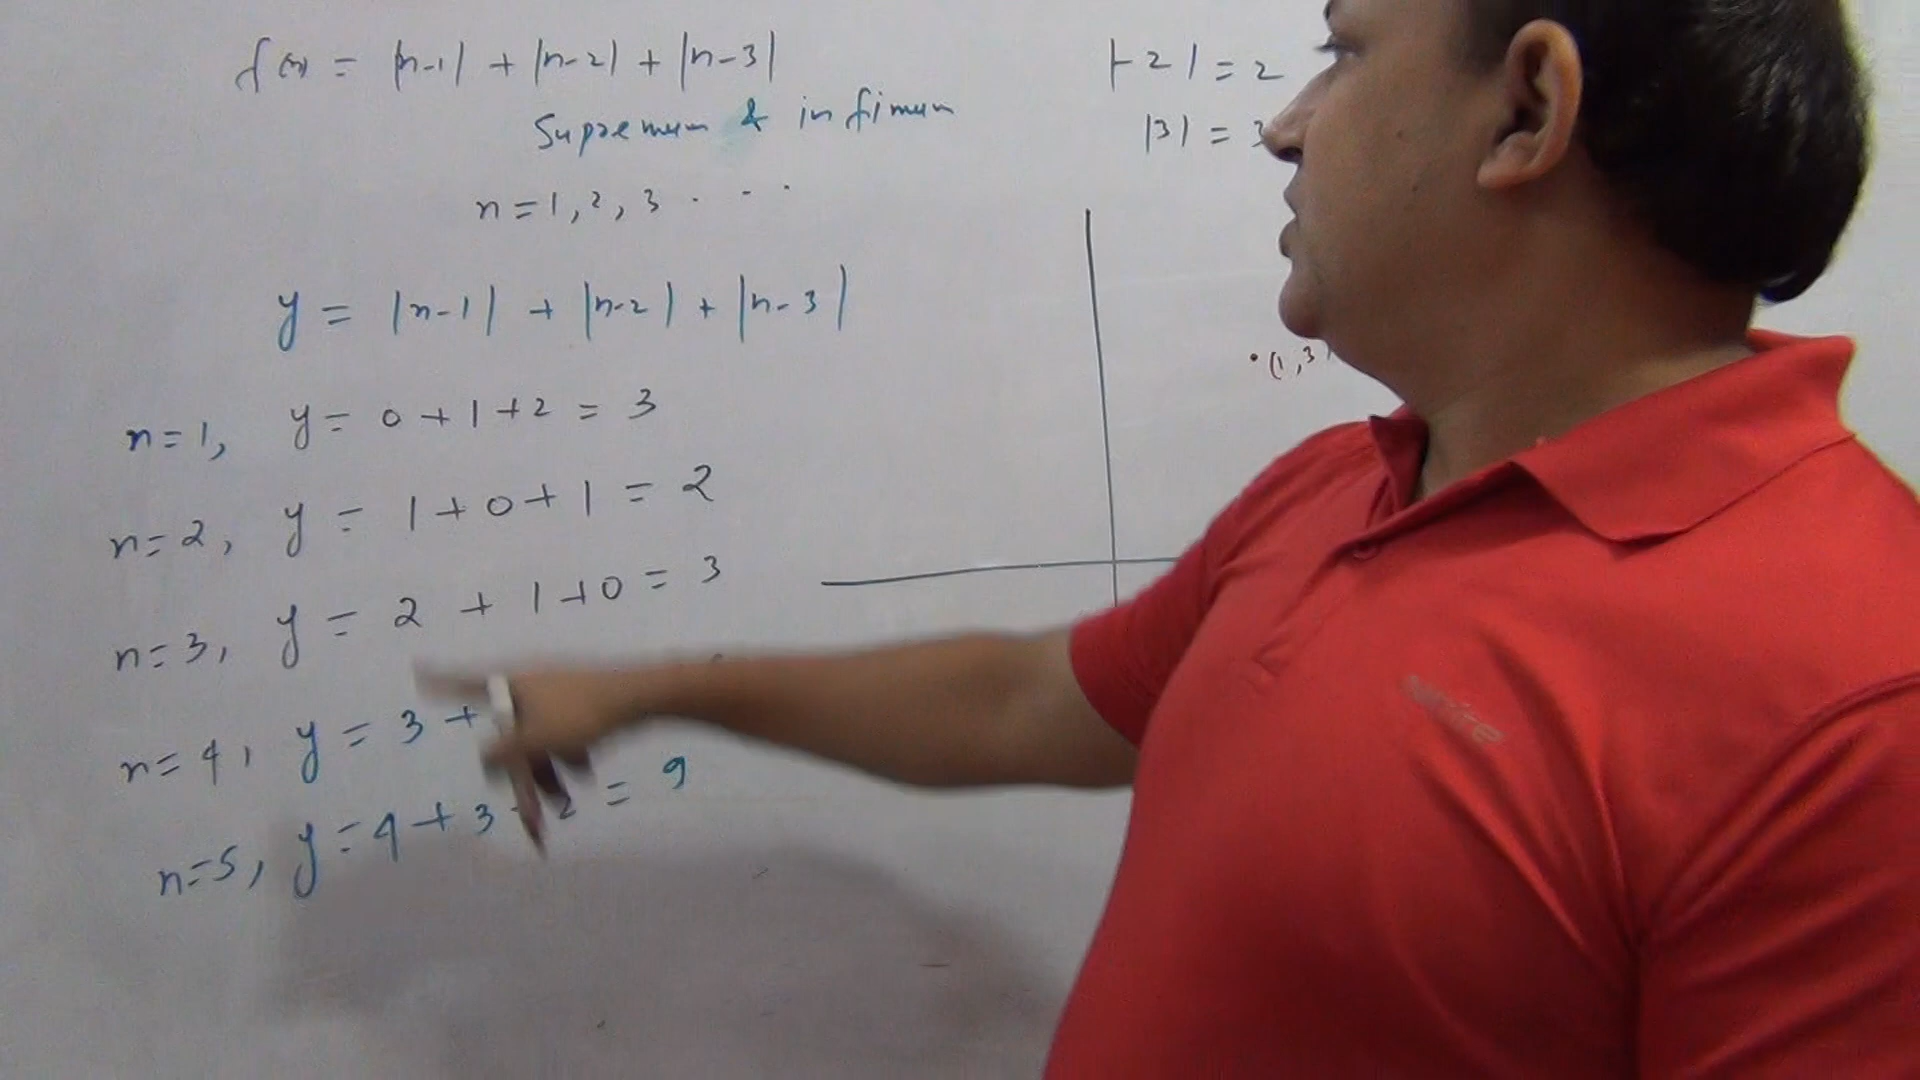 f(n) = |n-1| + |n-2| + |n-3|
Supremum & infimum
n = 1, 2, 3 . - .
y = |n-1| + |n-2| + |n-3|
n=1, y = 0 + 1 + 2 = 3
n=2, y = 1 + 0 + 1 = 2
n=3, y = 2 + 1 + 0 = 3
n=4, y = 3 +
n=5, y = 4 + 3 + 2 = 9
|-2| = 2
|3| = 3
(1, 3)